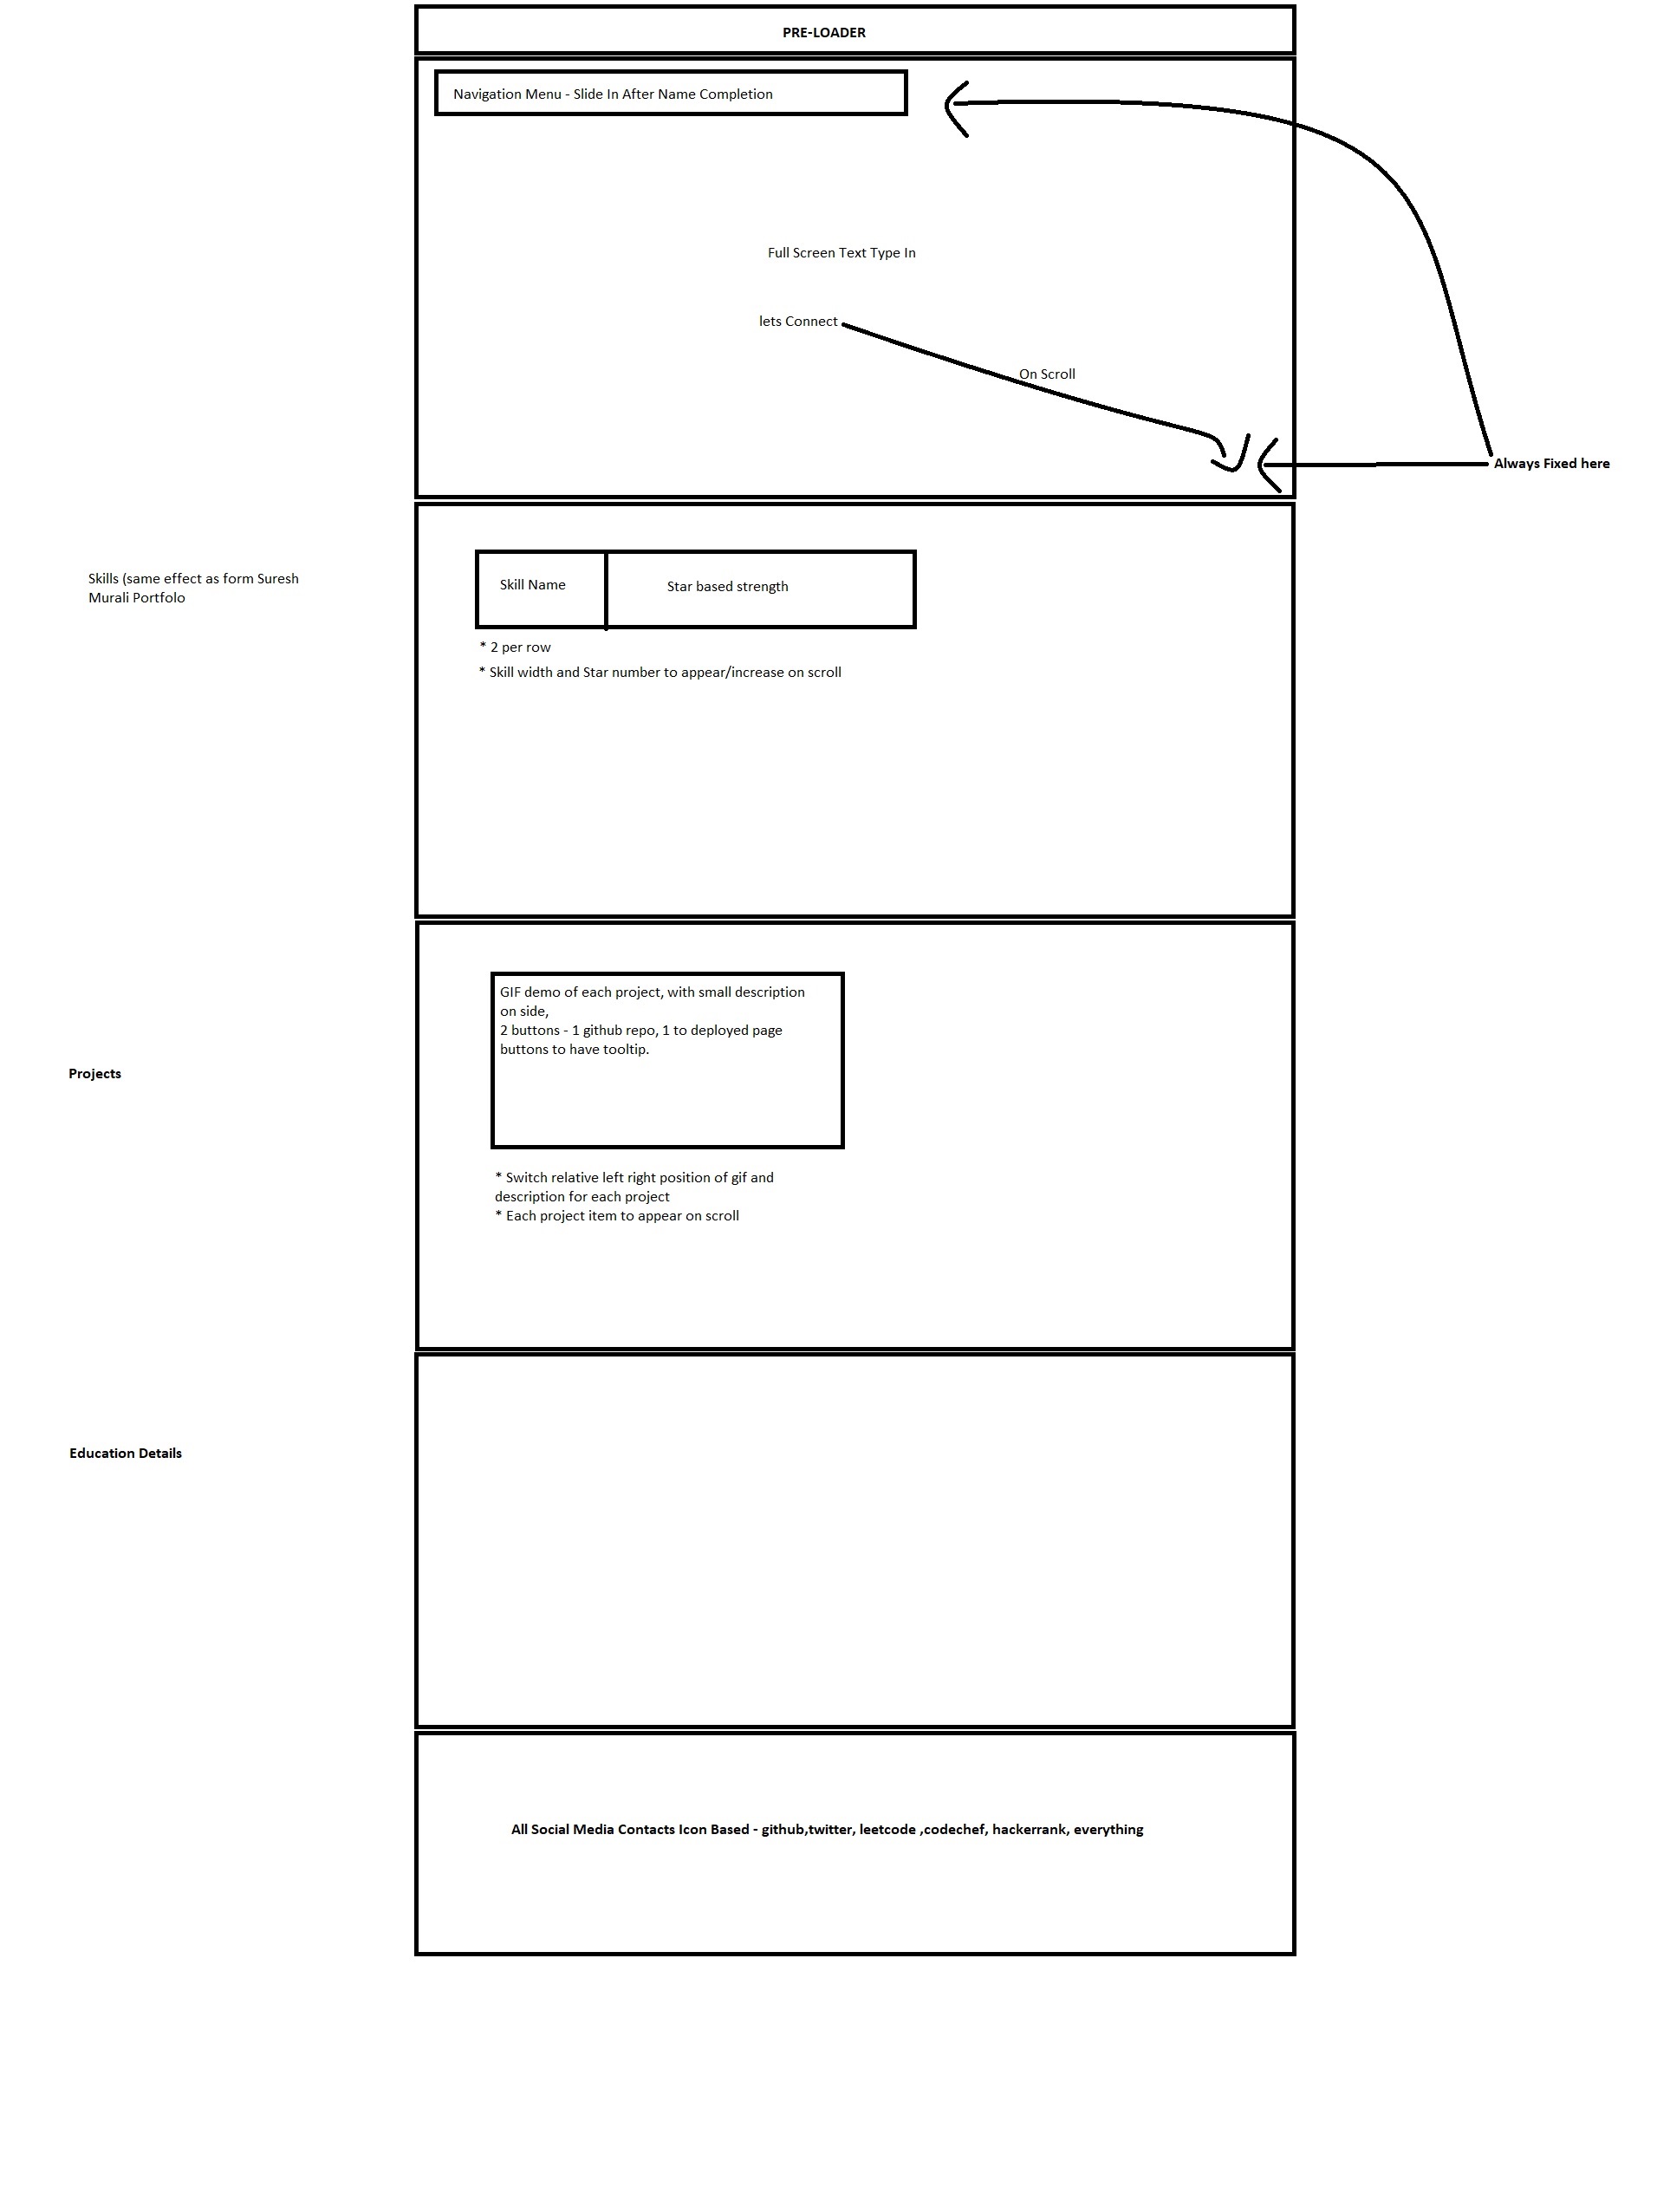 PRE-LOADER
Navigation Menu - Slide In After Name Completion
Full Screen Text Type In
lets Connect
On Scroll
Always Fixed here
Skills (same effect as form Suresh
Murali Portfolo
Skill Name
Star based strength
* 2 per row
* Skill width and Star number to appear/increase on scroll
Projects
GIF demo of each project, with small description
on side,
2 buttons - 1 github repo, 1 to deployed page
buttons to have tooltip.
* Switch relative left right position of gif and
description for each project
* Each project item to appear on scroll
Education Details
All Social Media Contacts Icon Based - github,twitter, leetcode ,codechef, hackerrank, everything